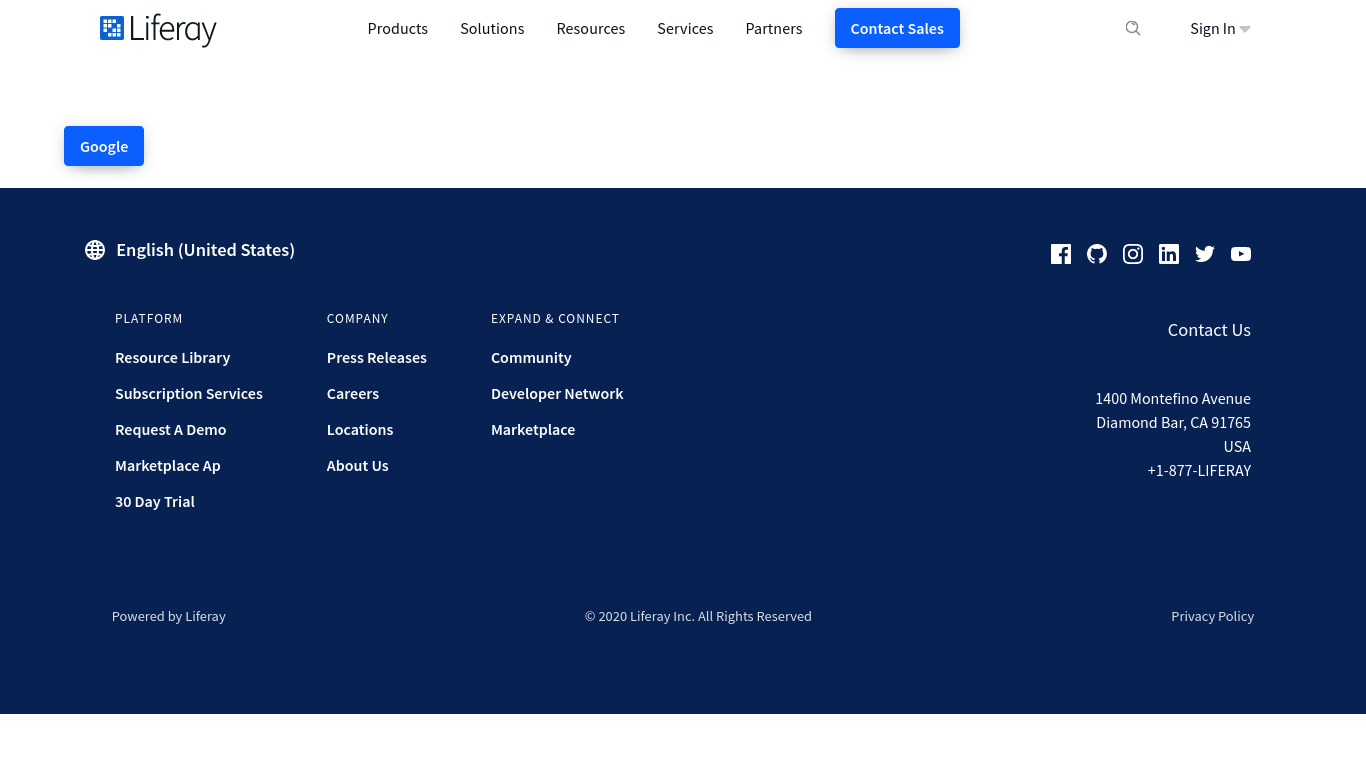 Liferay
Products Solutions Resources Services Partners Contact Sales Sign In
Google
English (United States)
PLATFORM
Resource Library
Subscription Services
Request A Demo
Marketplace Ap
30 Day Trial
COMPANY
Press Releases
Careers
Locations
About Us
EXPAND & CONNECT
Community
Developer Network
Marketplace
Contact Us
1400 Montefino Avenue
Diamond Bar, CA 91765
USA
+1-877-LIFERAY
Powered by Liferay
© 2020 Liferay Inc. All Rights Reserved
Privacy Policy